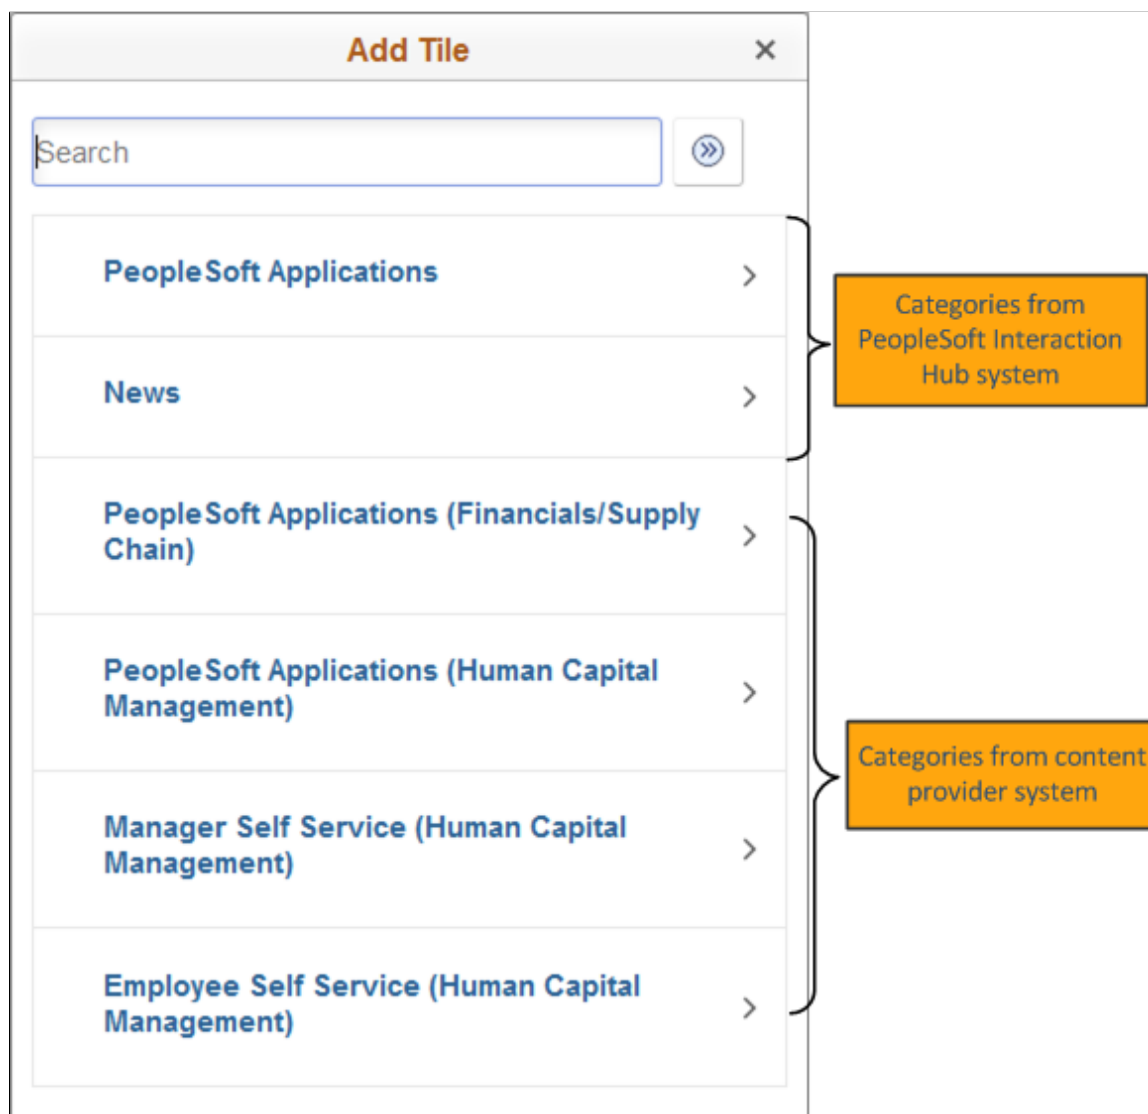 Add Tile
Search
PeopleSoft Applications
News
PeopleSoft Applications (Financials/Supply
Chain)
PeopleSoft Applications (Human Capital
Management)
Manager Self Service (Human Capital
Management)
Employee Self Service (Human Capital
Management)
Categories from
PeopleSoft Interaction
Hub system
Categories from content
provider system